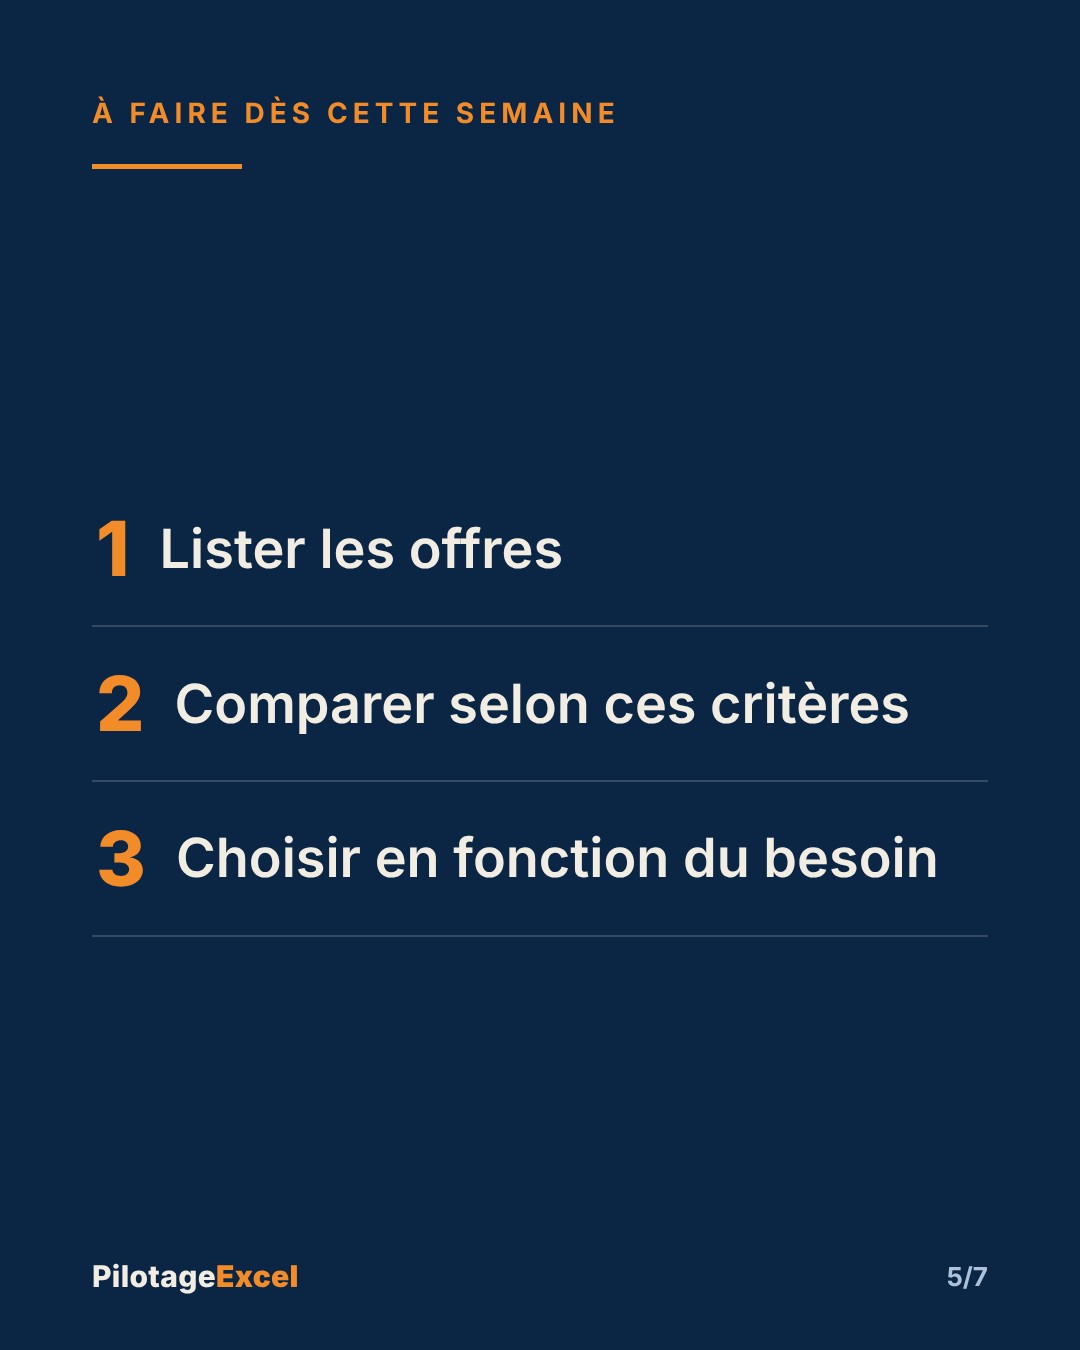 À FAIRE DÈS CETTE SEMAINE
1 Lister les offres
2 Comparer selon ces critères
3 Choisir en fonction du besoin
PilotageExcel
5/7